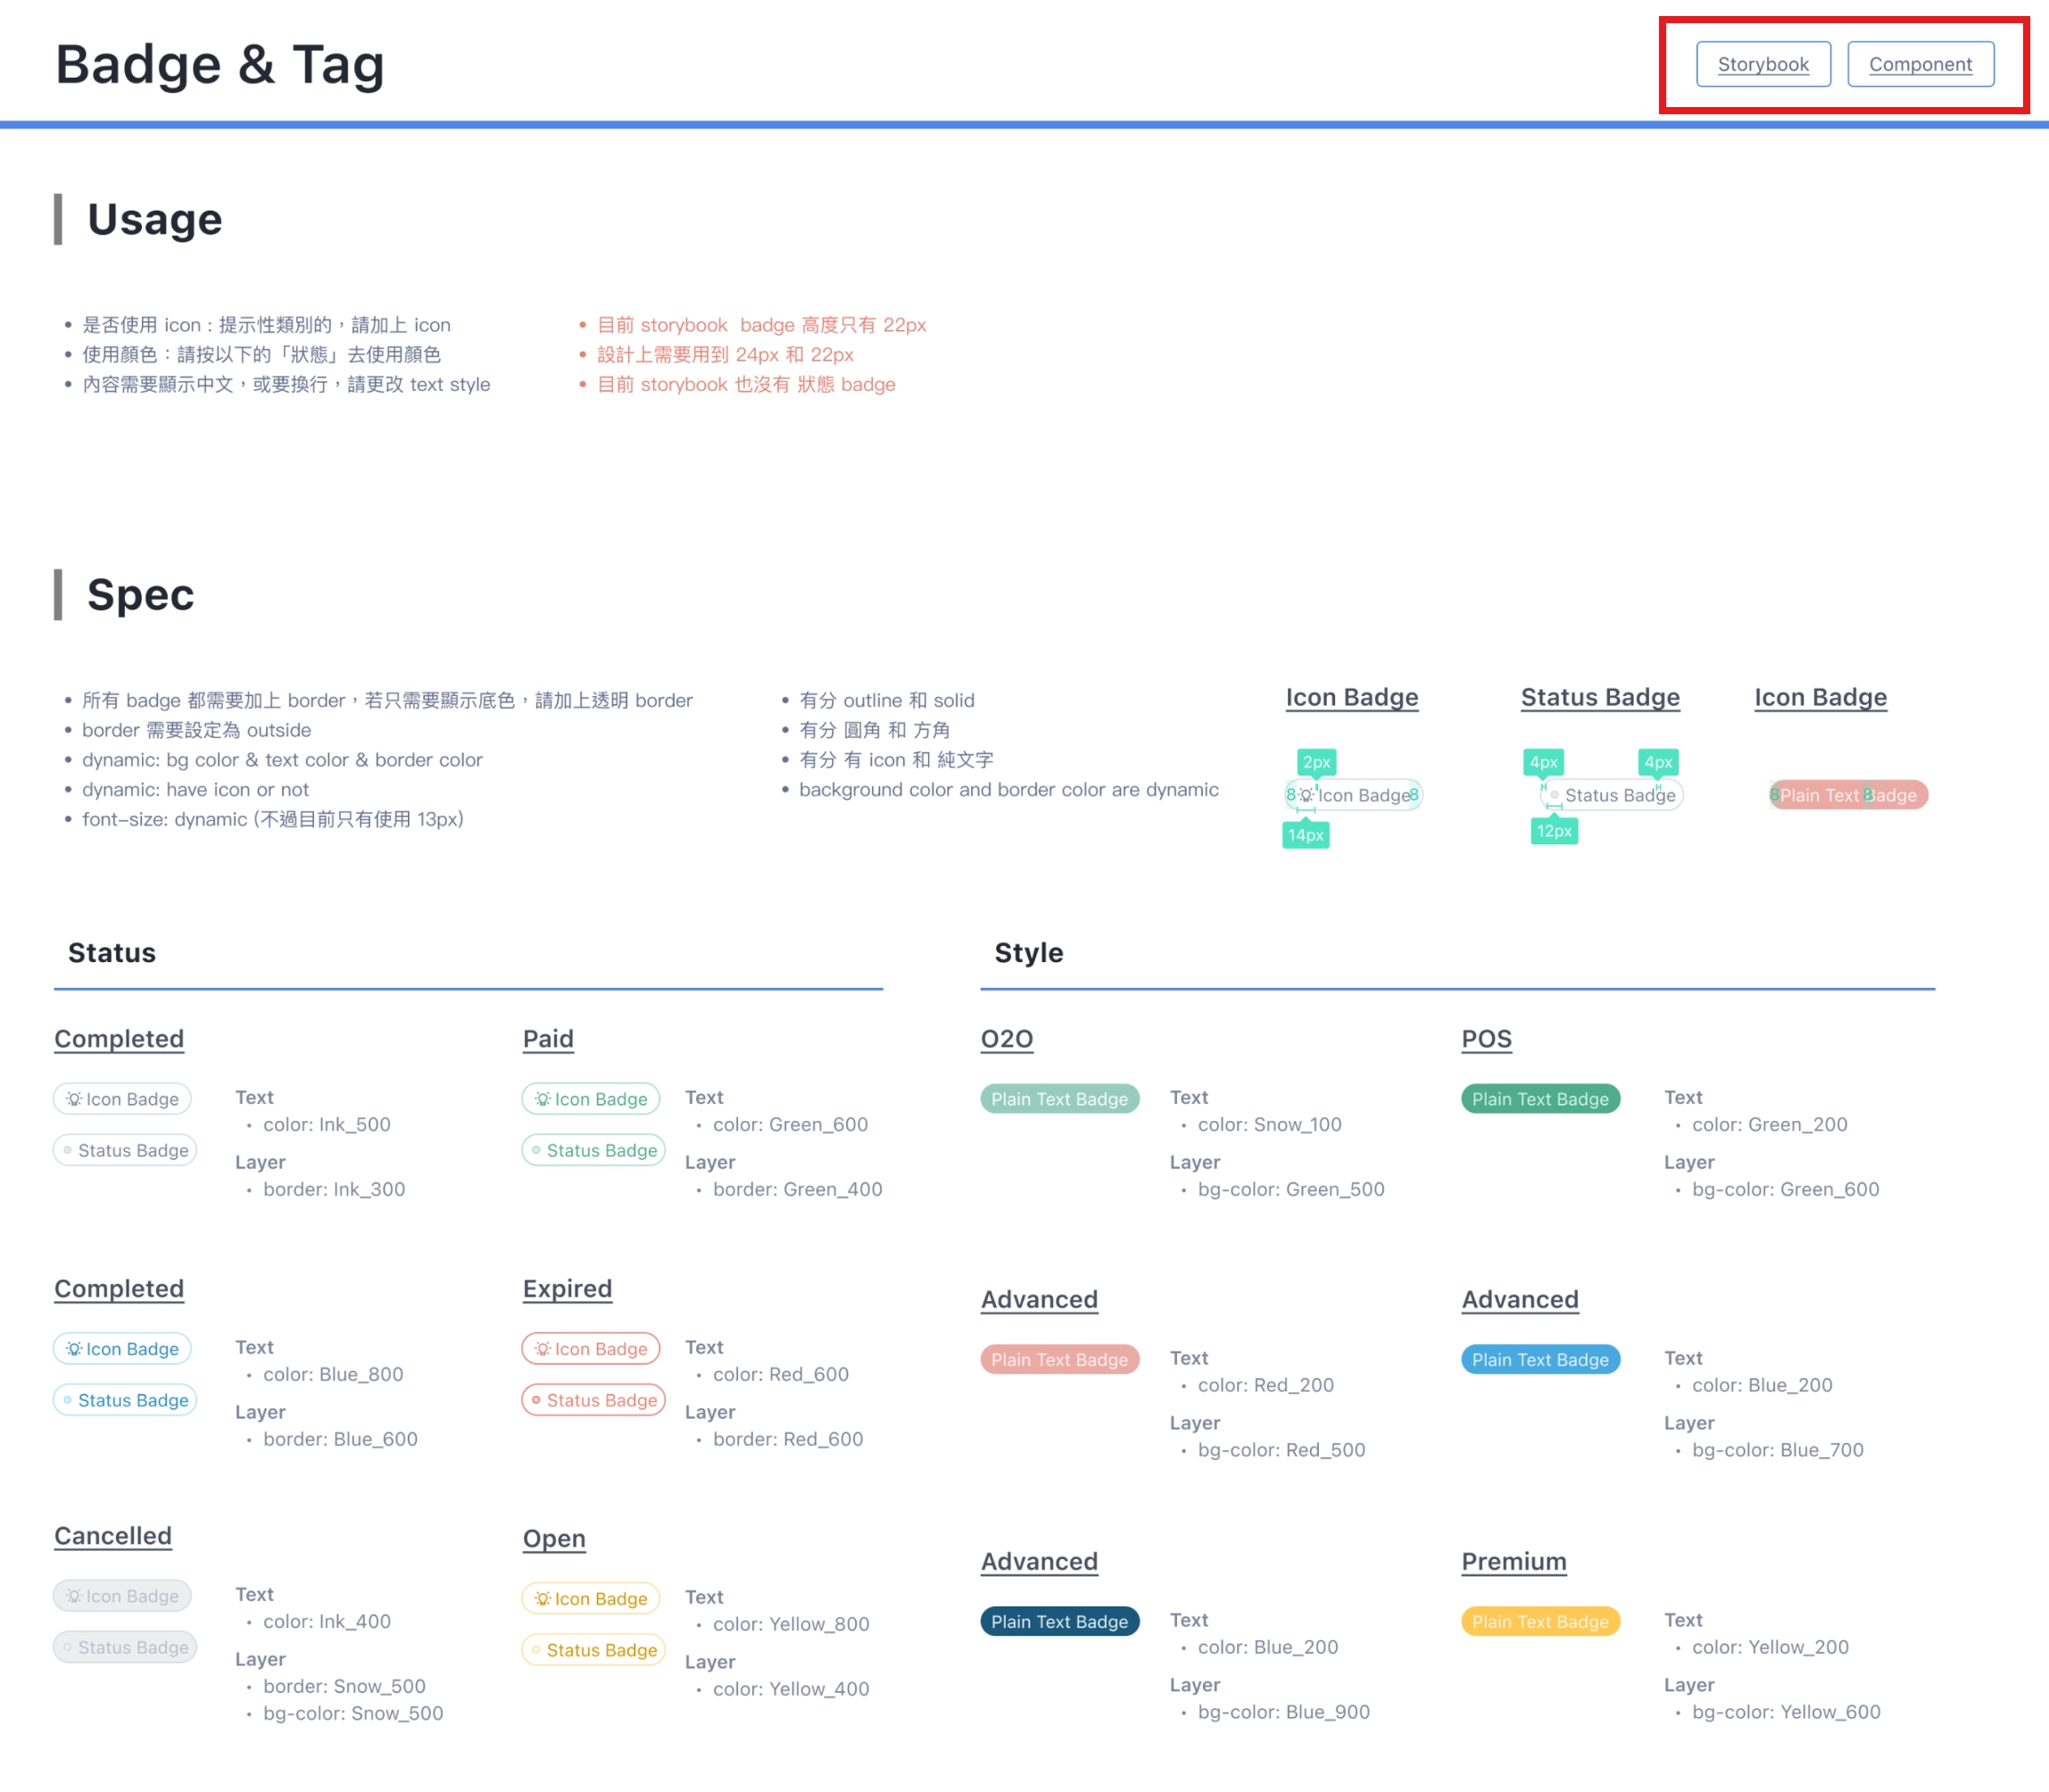 Badge & Tag
Storybook
Component
Usage
• 是否使用 icon : 提示性類別的，請加上 icon
• 使用顏色：請按以下的「狀態」去使用顏色
• 內容需要顯示中文，或要換行，請更改 text style
• 目前 storybook badge 高度只有 22px
• 設計上需要用到 24px 和 22px
• 目前 storybook 也沒有 狀態 badge
Spec
• 所有 badge 都需要加上 border，若只需要顯示底色，請加上透明 border
• border 需要設定為 outside
• dynamic: bg color & text color & border color
• dynamic: have icon or not
• font-size: dynamic (不過目前只有使用 13px)
• 有分 outline 和 solid
• 有分 圓角 和 方角
• 有分 有 icon 和 純文字
• background color and border color are dynamic
Icon Badge
2px
8 Icon Badge 8
14px
Status Badge
4px 4px
Status Badge
12px
Icon Badge
8 Plain Text 8 Badge
Status
Completed
Icon Badge
Status Badge
Text
• color: Ink_500
Layer
• border: Ink_300
Paid
Icon Badge
Status Badge
Text
• color: Green_600
Layer
• border: Green_400
Completed
Icon Badge
Status Badge
Text
• color: Blue_800
Layer
• border: Blue_600
Expired
Icon Badge
Status Badge
Text
• color: Red_600
Layer
• border: Red_600
Cancelled
Icon Badge
Status Badge
Text
• color: Ink_400
Layer
• border: Snow_500
• bg-color: Snow_500
Open
Icon Badge
Status Badge
Text
• color: Yellow_800
Layer
• color: Yellow_400
Style
O2O
Plain Text Badge
Text
• color: Snow_100
Layer
• bg-color: Green_500
POS
Plain Text Badge
Text
• color: Green_200
Layer
• bg-color: Green_600
Advanced
Plain Text Badge
Text
• color: Red_200
Layer
• bg-color: Red_500
Advanced
Plain Text Badge
Text
• color: Blue_200
Layer
• bg-color: Blue_700
Advanced
Plain Text Badge
Text
• color: Blue_200
Layer
• bg-color: Blue_900
Premium
Plain Text Badge
Text
• color: Yellow_200
Layer
• bg-color: Yellow_600